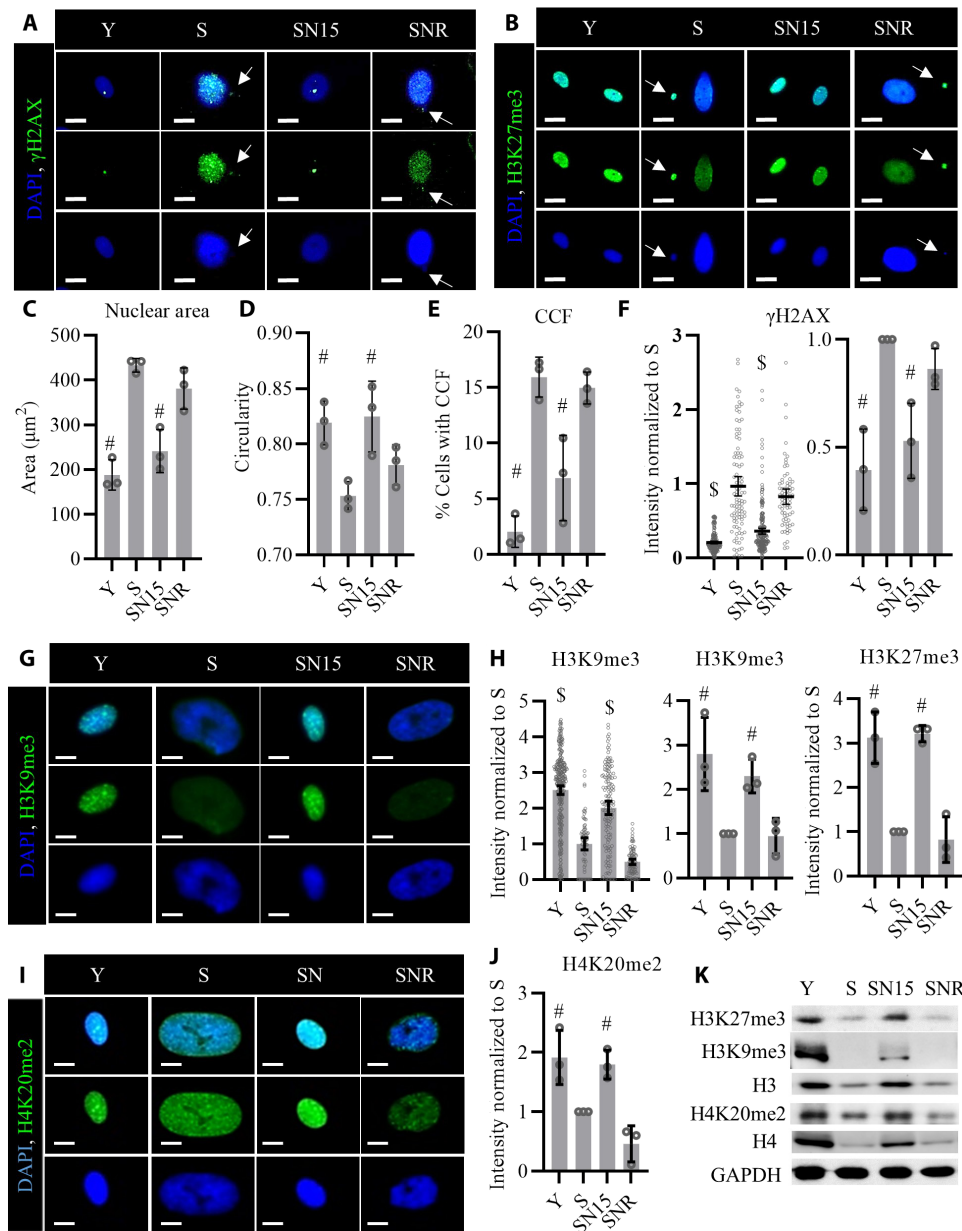 A
Y S SN15 SNR
DAPI, γH2AX
B
Y S SN15 SNR
DAPI, H3K27me3
C
Nuclear area
Area (μm²)
500
400
300
200
100
0
#
#
Y S SN15 SNR
D
Circularity
0.85
0.80
0.75
0.70
#
#
Y S SN15 SNR
E
CCF
% Cells with CCF
20
15
10
5
0
#
#
Y S SN15 SNR
F
γH2AX
Intensity normalized to S
3
2
1
0
$
$
Y S SN15 SNR
1.0
0.5
0.0
#
#
Y S SN15 SNR
G
Y S SN15 SNR
DAPI, H3K9me3
H
H3K9me3
Intensity normalized to S
5
4
3
2
1
0
$
$
Y S SN15 SNR
H3K9me3
4
3
2
1
0
#
#
Y S SN15 SNR
H3K27me3
Intensity normalized to S
4
3
2
1
0
#
#
Y S SN15 SNR
I
Y S SN SNR
DAPI, H4K20me2
J
H4K20me2
Intensity normalized to S
3
2
1
0
#
#
Y S SN15 SNR
K
Y S SN15 SNR
H3K27me3
H3K9me3
H3
H4K20me2
H4
GAPDH